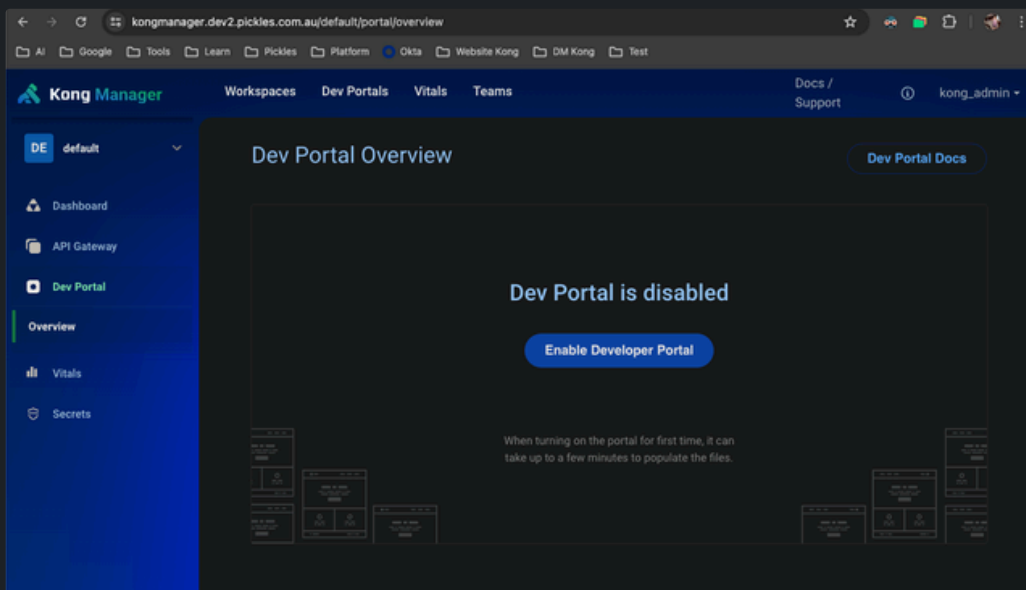 kongmanager.dev2.pickles.com.au/default/portal/overview
AI Google Tools Learn Pickles Platform Okta Website Kong DM Kong Test
Kong Manager
Workspaces Dev Portals Vitals Teams
Docs /
Support
kong_admin
DE default
Dev Portal Overview
Dev Portal Docs
Dashboard
API Gateway
Dev Portal
Overview
Vitals
Secrets
Dev Portal is disabled
Enable Developer Portal
When turning on the portal for first time, it can
take up to a few minutes to populate the files.